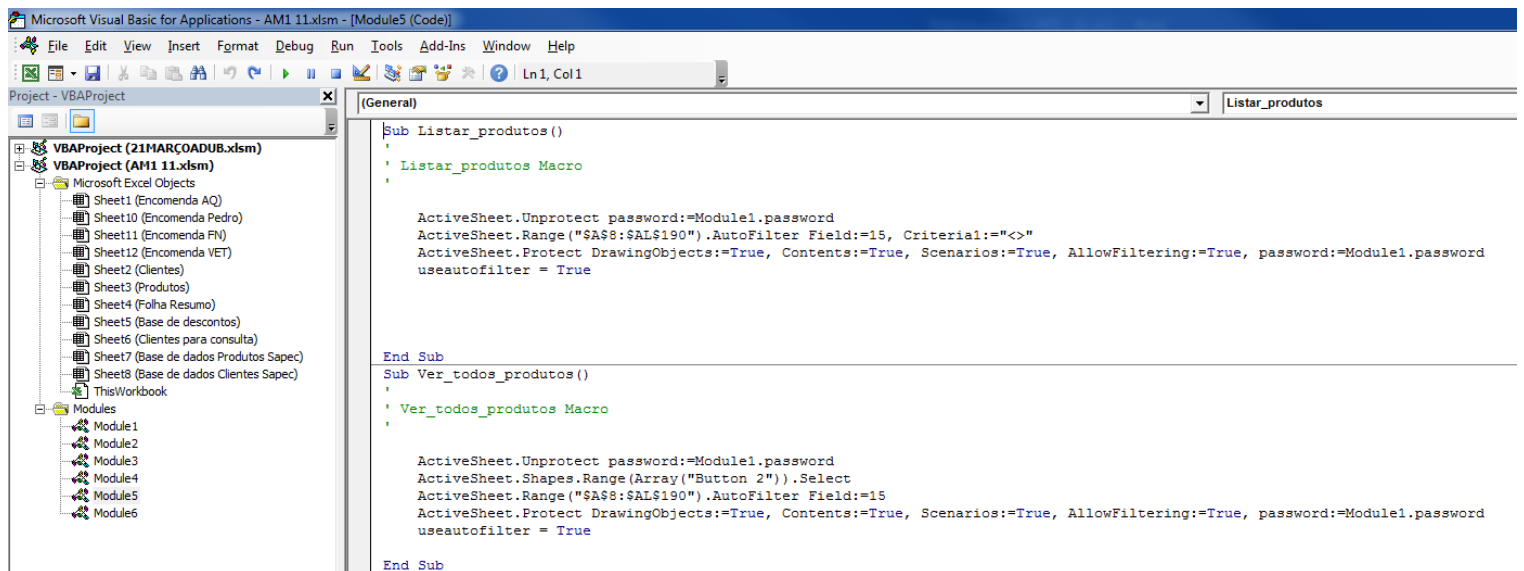 Microsoft Visual Basic for Applications - AM1 11.xlsm - [Module5 (Code)]
File Edit View Insert Format Debug Run Tools Add-Ins Window Help
Ln 1, Col 1
Project - VBAProject
VBAProject (21MARÇOADUB.xlsm)
VBAProject (AM1 11.xlsm)
Microsoft Excel Objects
Sheet1 (Encomenda AQ)
Sheet10 (Encomenda Pedro)
Sheet11 (Encomenda FN)
Sheet12 (Encomenda VET)
Sheet2 (Clientes)
Sheet3 (Produtos)
Sheet4 (Folha Resumo)
Sheet5 (Base de descontos)
Sheet6 (Clientes para consulta)
Sheet7 (Base de dados Produtos Sapec)
Sheet8 (Base de dados Clientes Sapec)
ThisWorkbook
Modules
Module1
Module2
Module3
Module4
Module5
Module6
(General) Listar_produtos
Sub Listar_produtos()
'
' Listar_produtos Macro
'
ActiveSheet.Unprotect password:=Module1.password
ActiveSheet.Range("$A$8:$AL$190").AutoFilter Field:=15, Criteria1:="<>"
ActiveSheet.Protect DrawingObjects:=True, Contents:=True, Scenarios:=True, AllowFiltering:=True, password:=Module1.password
useautofilter = True
End Sub
Sub Ver_todos_produtos()
'
' Ver_todos_produtos Macro
'
ActiveSheet.Unprotect password:=Module1.password
ActiveSheet.Shapes.Range(Array("Button 2")).Select
ActiveSheet.Range("$A$8:$AL$190").AutoFilter Field:=15
ActiveSheet.Protect DrawingObjects:=True, Contents:=True, Scenarios:=True, AllowFiltering:=True, password:=Module1.password
useautofilter = True
End Sub